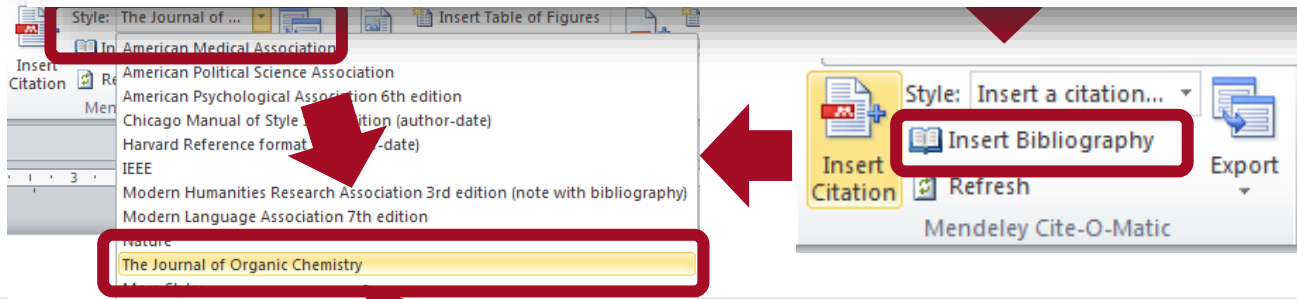 Style: The Journal of ...
Insert Table of Figures
Insert
Citation
American Medical Association
American Political Science Association
American Psychological Association 6th edition
Chicago Manual of Style
(author-date)
Harvard Reference format
-date)
IEEE
Modern Humanities Research Association 3rd edition (note with bibliography)
Modern Language Association 7th edition
Nature
The Journal of Organic Chemistry
3
Style: Insert a citation...
Insert Bibliography
Refresh
Insert
Citation
Export
Mendeley Cite-O-Matic